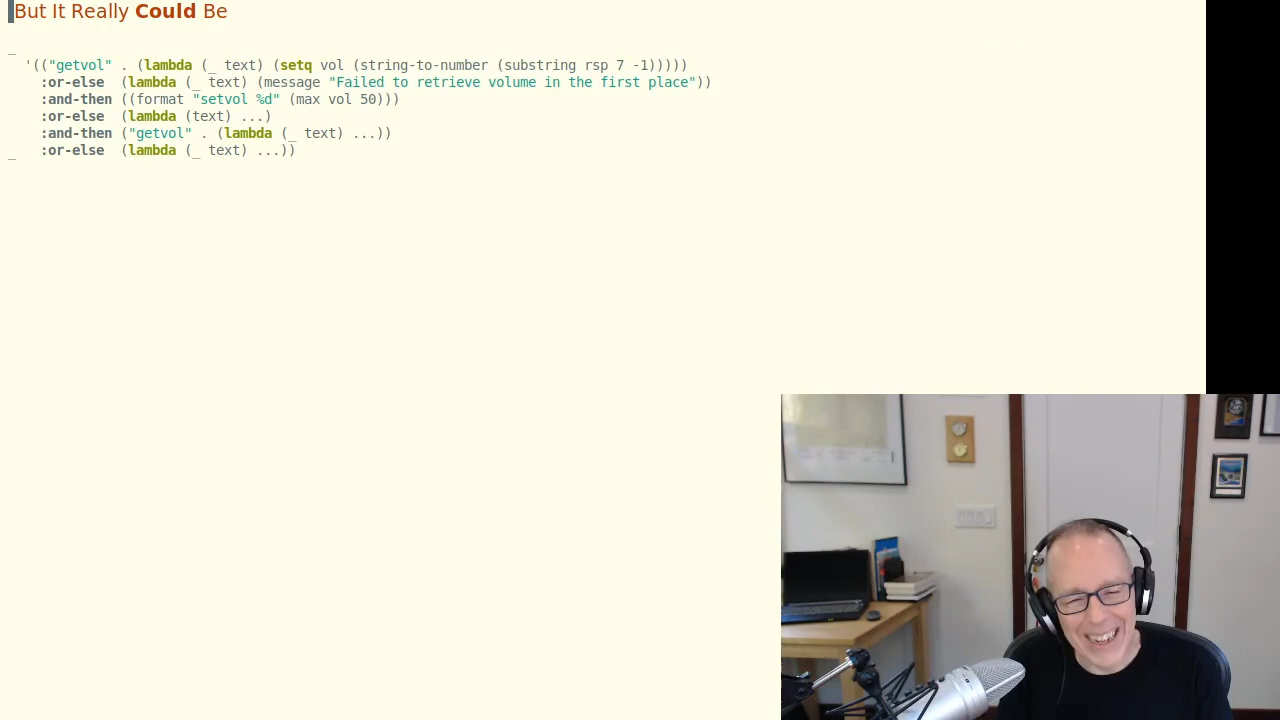 But It Really Could Be
'(("getvol" . (lambda (_ text) (setq vol (string-to-number (substring rsp 7 -1)))))
:or-else (lambda (_ text) (message "Failed to retrieve volume in the first place"))
:and-then ((format "setvol %d" (max vol 50)))
:or-else (lambda (text) ...)
:and-then ("getvol" . (lambda (_ text) ...))
:or-else (lambda (_ text) ...))